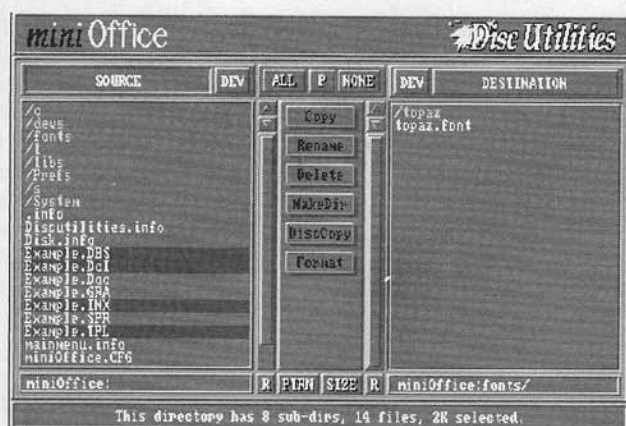 mini Office
Disc Utilities
SOURCE DEV ALL P NONE DEV DESTINATION
/c
/devs
/fonts
/l
/libs
/Prefs
/s
/System
.info
Discutilities.info
Disk.info
Example.DBS
Example.DcI
Example.Doc
Example.GRA
Example.INX
Example.SPR
Example.TPL
mainmenu.info
miniOffice.CFG
Copy
Rename
Delete
MakeDir
DiscCopy
Format
/topaz
topaz.font
miniOffice: R PTRN SIZE R miniOffice:fonts/
This directory has 8 sub-dirs, 14 files, 2K selected.